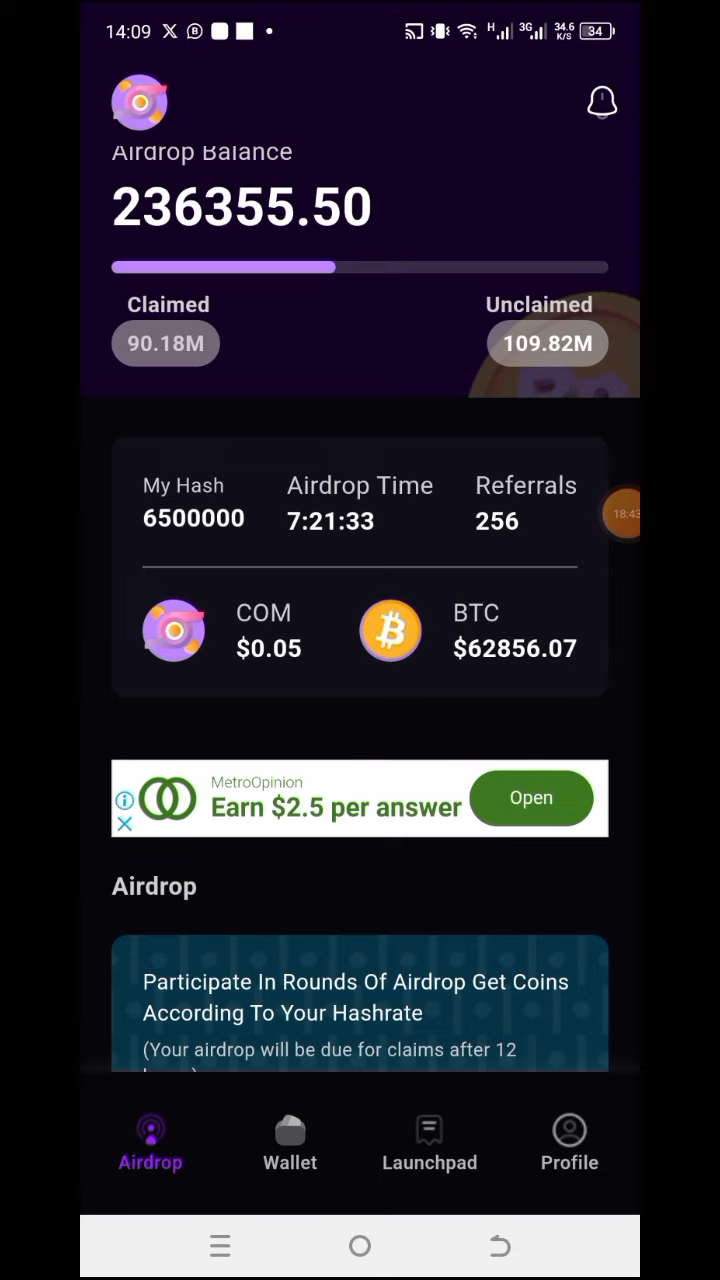 14:09
H
3G
34.6
K/S
34
Airdrop Balance
236355.50
Claimed
Unclaimed
90.18M
109.82M
My Hash
Airdrop Time
Referrals
6500000
7:21:33
256
18:43
COM
BTC
$0.05
$62856.07
MetroOpinion
Earn $2.5 per answer
Open
Airdrop
Participate In Rounds Of Airdrop Get Coins
According To Your Hashrate
(Your airdrop will be due for claims after 12
Airdrop
Wallet
Launchpad
Profile